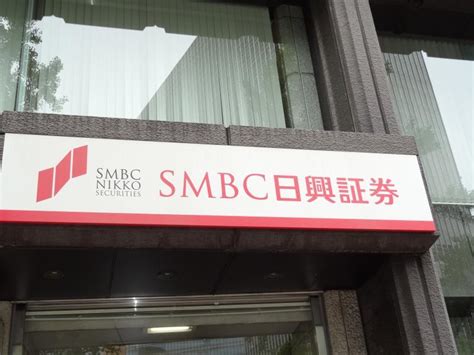 SMBC
NIKKO
SECURITIES
SMBC日興証券